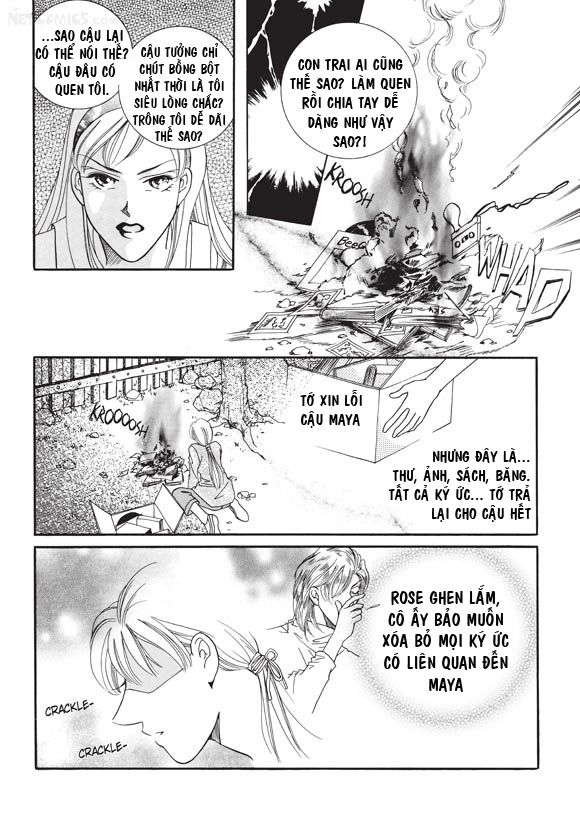 NETCOMICS.COM
...SAO CẬU LẠI
CÓ THỂ NÓI THẾ?
CẬU ĐÂU CÓ
QUEN TÔI.
CẬU TƯỞNG CHỈ
CHÚT BỒNG BỘT
NHẤT THỜI LÀ TÔI
SIÊU LÒNG CHẮC?
TRÔNG TÔI DỄ DÃI
THẾ SAO?
CON TRAI AI CŨNG
THẾ SAO? LÀM QUEN
RỒI CHIA TAY DỄ
DÀNG NHƯ VẬY
SAO?!
KROOSH
WHAP
KROOOOSH
TỚ XIN LỖI
CẬU MAYA
NHƯNG ĐÂY LÀ...
THƯ, ẢNH, SÁCH, BĂNG.
TẤT CẢ KÝ ỨC... TỚ TRẢ
LẠI CHO CẬU HẾT
ROSE GHEN LẮM,
CÔ ẤY BẢO MUỐN
XÓA BỎ MỌI KÝ ỨC
CÓ LIÊN QUAN ĐẾN
MAYA
CRACKLE-
CRACKLE-